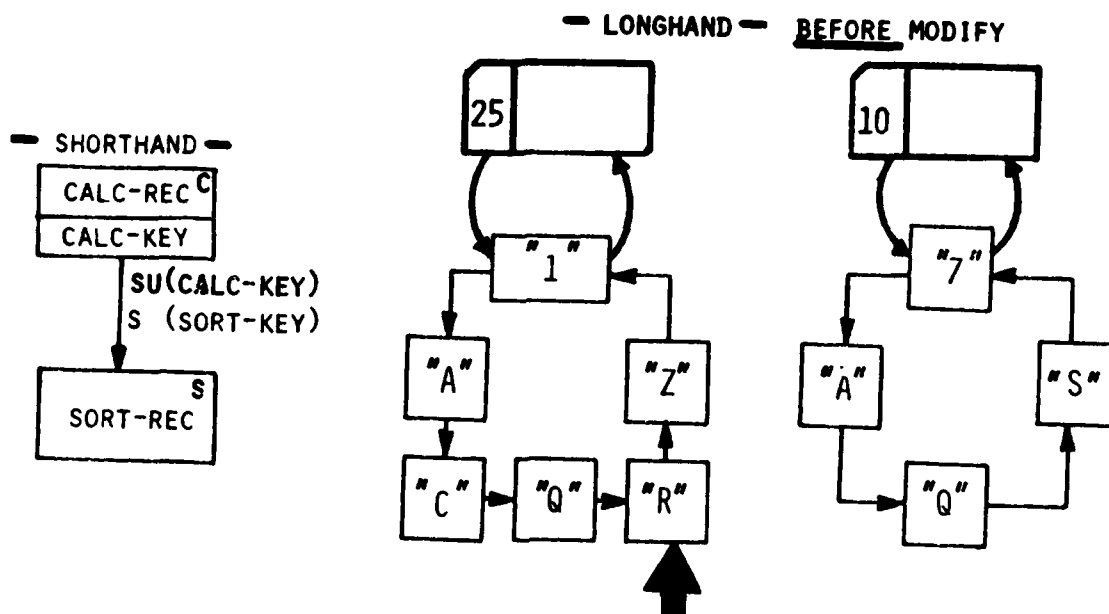 — LONGHAND — BEFORE MODIFY
25
10
— SHORTHAND —
CALC-REC C
CALC-KEY
SU(CALC-KEY)
S (SORT-KEY)
S
SORT-REC
"1"
"7"
"A"
"Z"
"A"
"S"
"C"
"Q"
"R"
"Q"